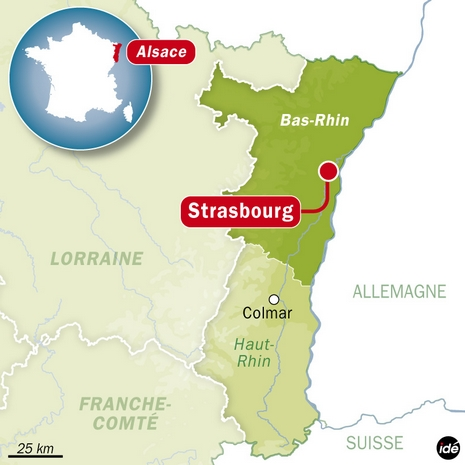 Alsace
Bas-Rhin
Strasbourg
LORRAINE
ALLEMAGNE
Colmar
Haut-
Rhin
FRANCHE-
COMTÉ
25 km
SUISSE
idé